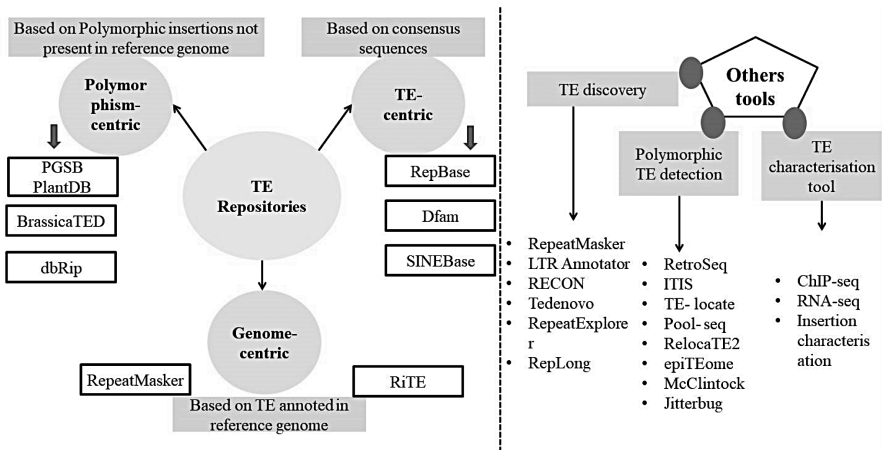 Based on Polymorphic insertions not
present in reference genome
Polymor
phism-
centric
PGSB
PlantDB
BrassicaTED
dbRip
Based on consensus
sequences
TE-
centric
RepBase
Dfam
SINEBase
TE
Repositories
Genome-
centric
RepeatMasker
RiTE
Based on TE annoted in
reference genome
Others
tools
TE discovery
• RepeatMasker
• LTR Annotator
• RECON
• Tedenovo
• RepeatExplore
r
• RepLong
Polymorphic
TE detection
• RetroSeq
• ITIS
• TE- locate
• Pool- seq
• RelocaTE2
• epiTEome
• McClintock
• Jitterbug
TE
characterisation
tool
• ChIP-seq
• RNA-seq
• Insertion
characteris
ation